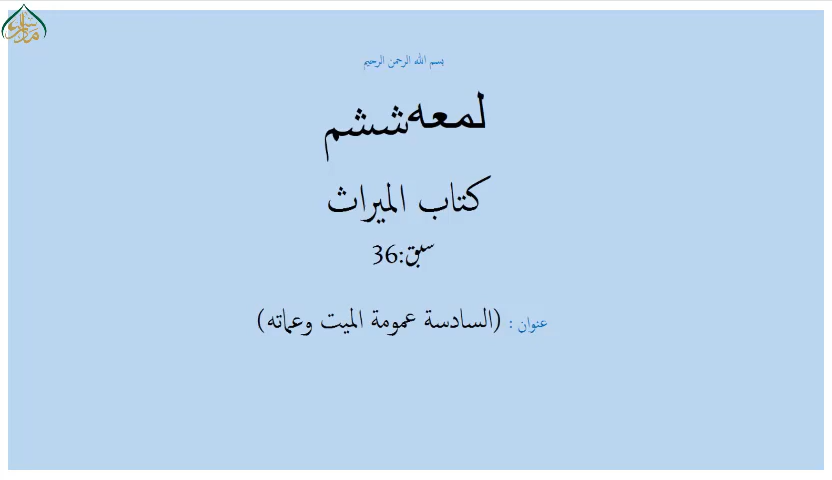 بسم الله الرحمن الرحيم
لمعه ششم
كتاب الميراث
سبق:36
عنوان : (السادسة عمومة الميت وعماته)